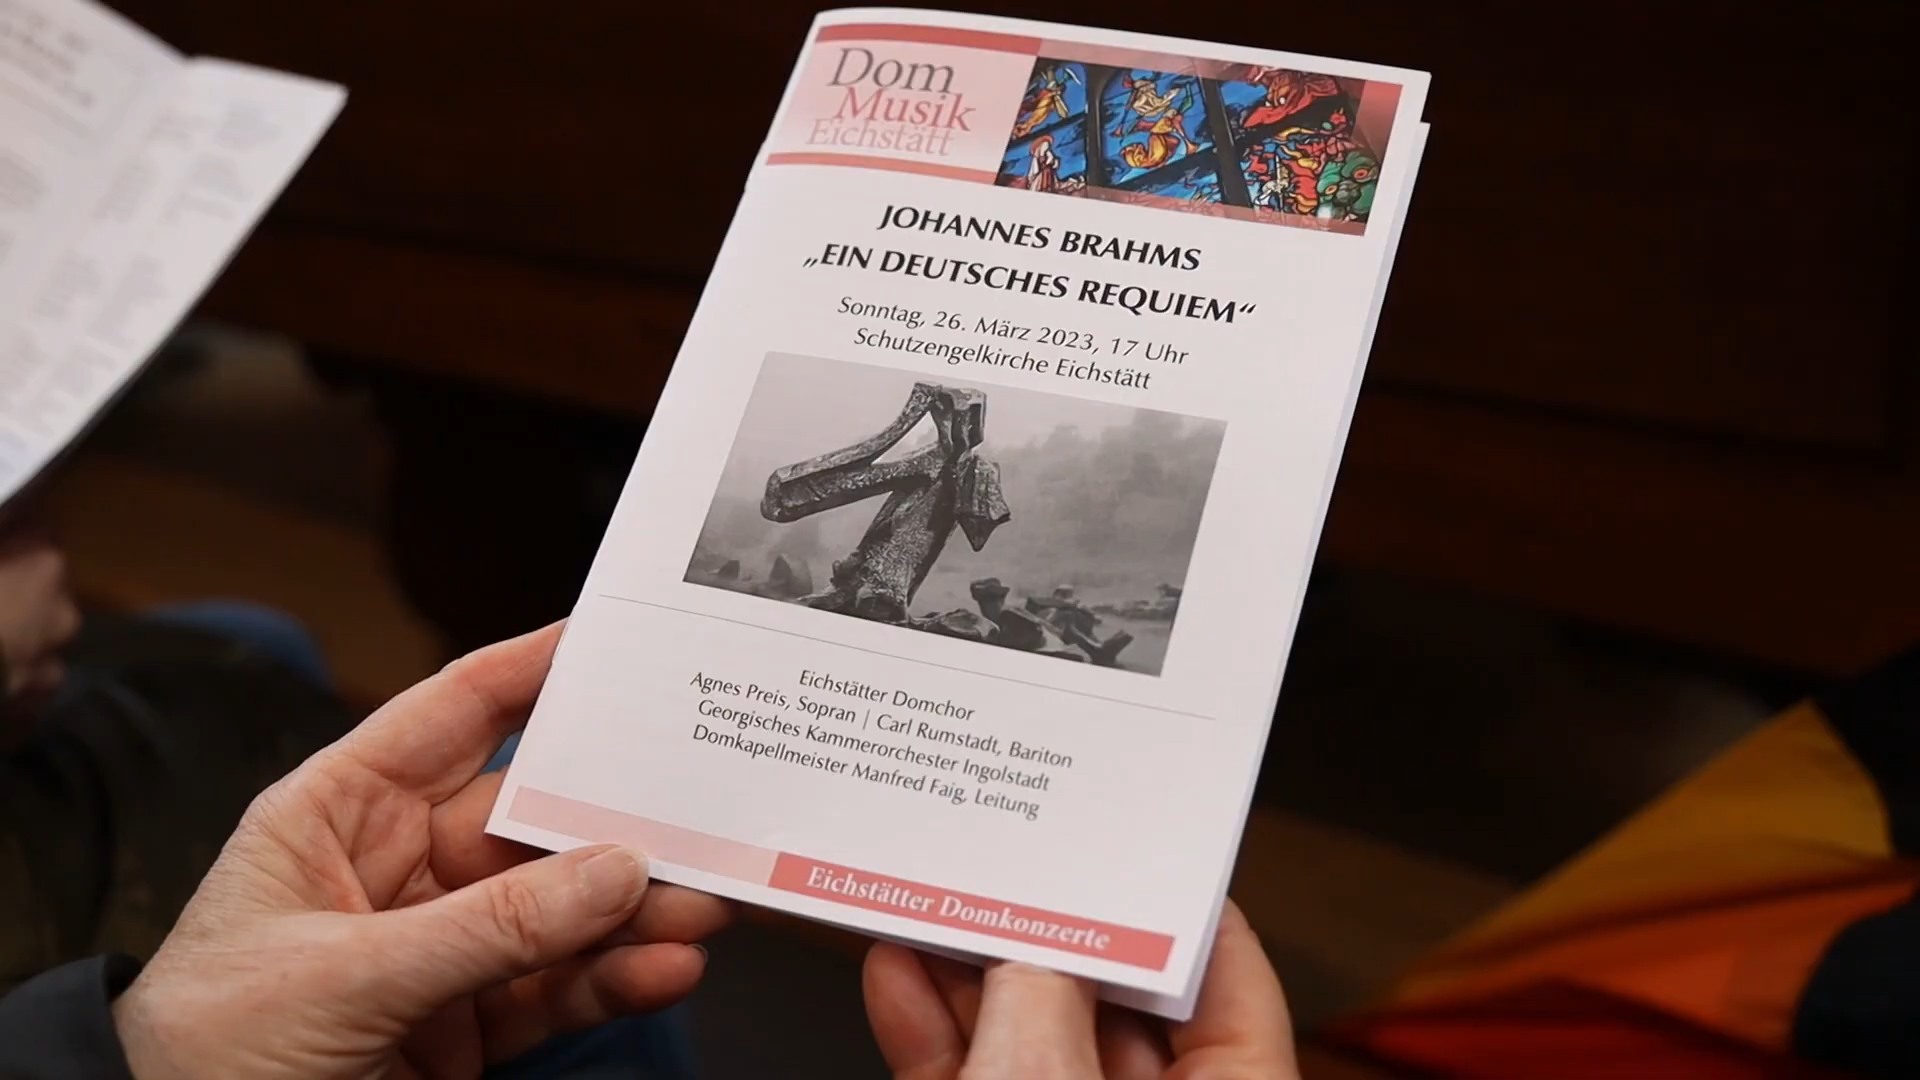 Dom
Musik
Eichstätt
JOHANNES BRAHMS
„EIN DEUTSCHES REQUIEM“
Sonntag, 26. März 2023, 17 Uhr
Schutzengelkirche Eichstätt
Eichstätter Domchor
Agnes Preis, Sopran | Carl Rumstadt, Bariton
Georgisches Kammerorchester Ingolstadt
Domkapellmeister Manfred Faig, Leitung
Eichstätter Domkonzerte